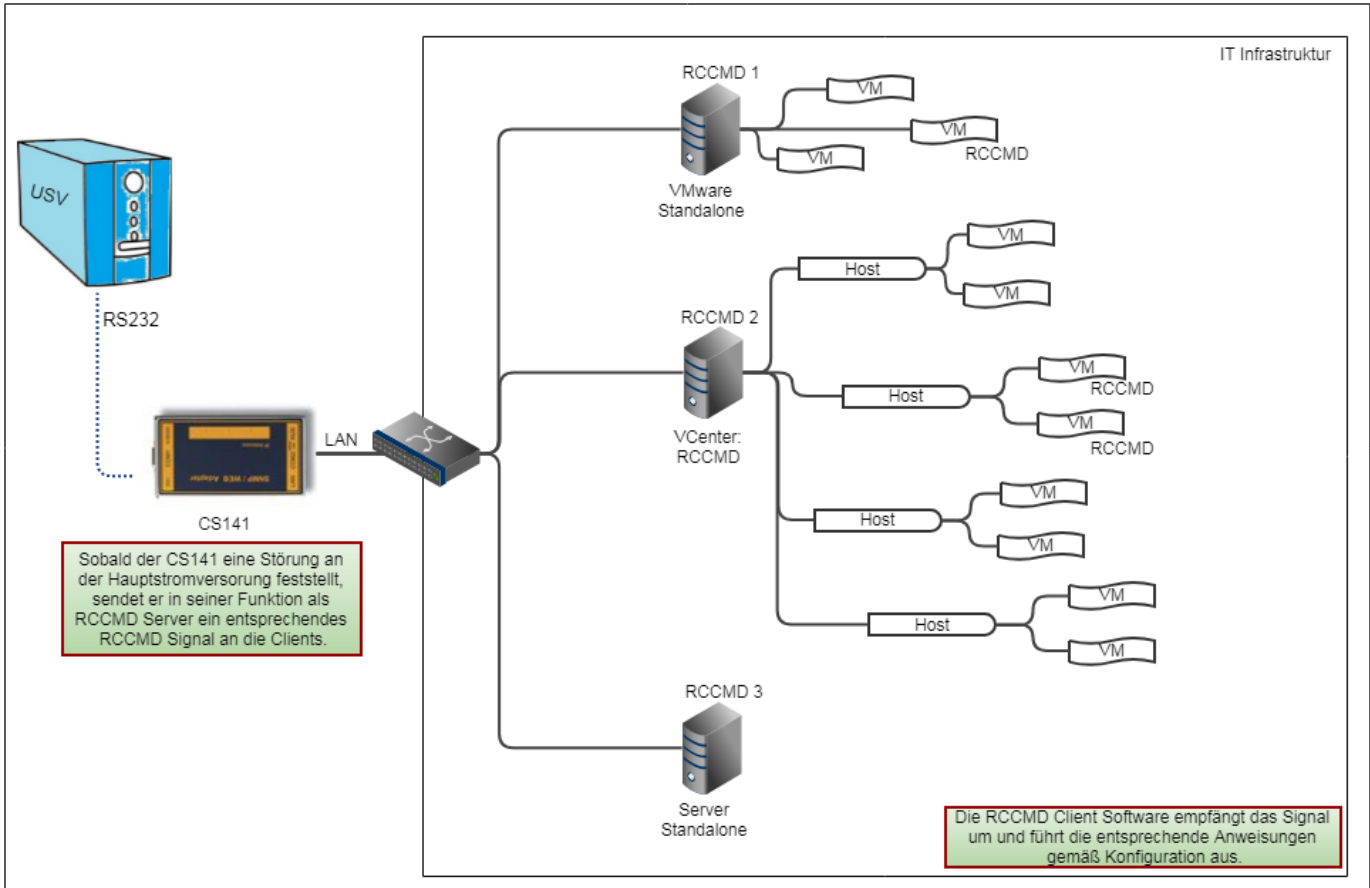 IT Infrastruktur
RCCMD 1
VM
VM
RCCMD
VM
VMware
Standalone
USV
RS232
VM
Host
VM
RCCMD 2
VM
RCCMD
Host
VM
RCCMD
VCenter:
RCCMD
LAN
SNMP / WEB Adapter
CS141
VM
Host
VM
Sobald der CS141 eine Störung an
der Hauptstromversorung feststellt,
sendet er in seiner Funktion als
RCCMD Server ein entsprechendes
RCCMD Signal an die Clients.
VM
Host
VM
RCCMD 3
Server
Standalone
Die RCCMD Client Software empfängt das Signal
um und führt die entsprechende Anweisungen
gemäß Konfiguration aus.